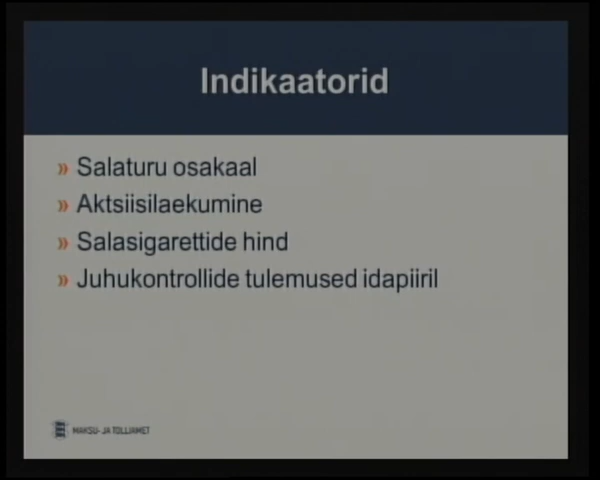 Indikaatorid
» Salaturu osakaal
» Aktsiisilaekumine
» Salasigarettide hind
» Juhukontrollide tulemused idapiiril
MAKSU- JA TOLLIAMET